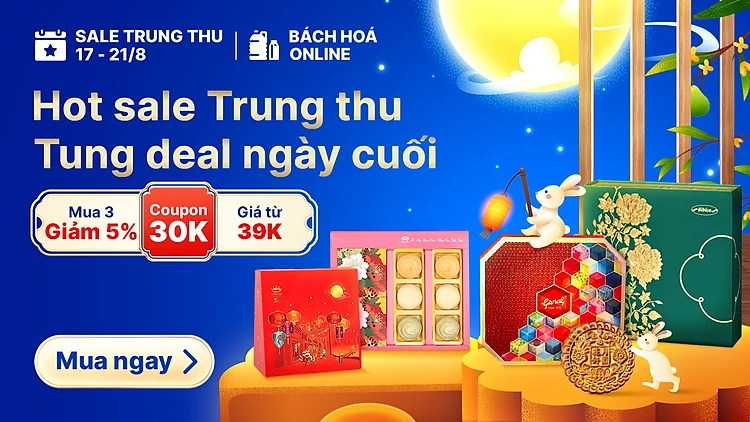 SALE TRUNG THU
17 - 21/8
BÁCH HOÁ
ONLINE
Hot sale Trung thu
Tung deal ngày cuối
Mua 3
Giảm 5%
Coupon
30K
Giá từ
39K
Bibica
Mua ngay